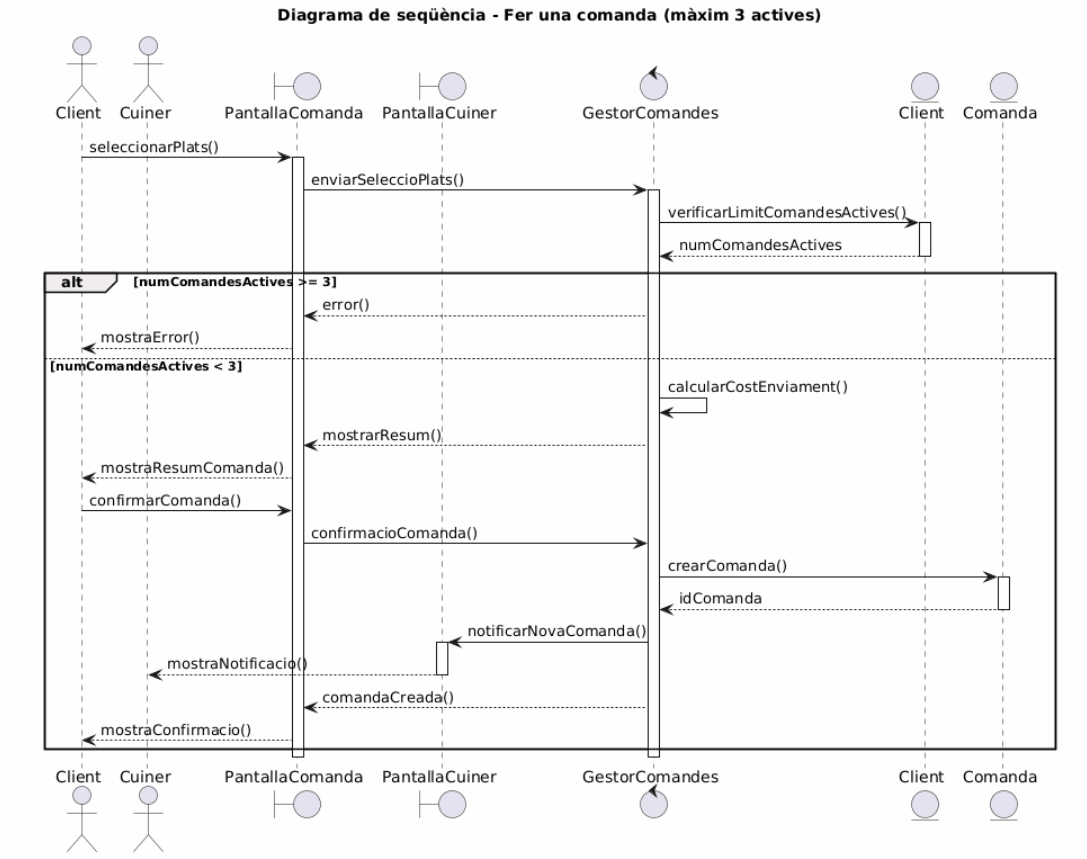 Diagrama de seqüència - Fer una comanda (màxim 3 actives)
Client Cuiner PantallaComanda PantallaCuiner GestorComandes Client Comanda
seleccionarPlats()
enviarSeleccioPlats()
verificarLimitComandesActives()
numComandesActives
alt [numComandesActives >= 3]
error()
mostraError()
[numComandesActives < 3]
calcularCostEnviament()
mostrarResum()
mostraResumComanda()
confirmarComanda()
confirmacioComanda()
crearComanda()
idComanda
notificarNovaComanda()
mostraNotificacio()
comandaCreada()
mostraConfirmacio()
Client Cuiner PantallaComanda PantallaCuiner GestorComandes Client Comanda